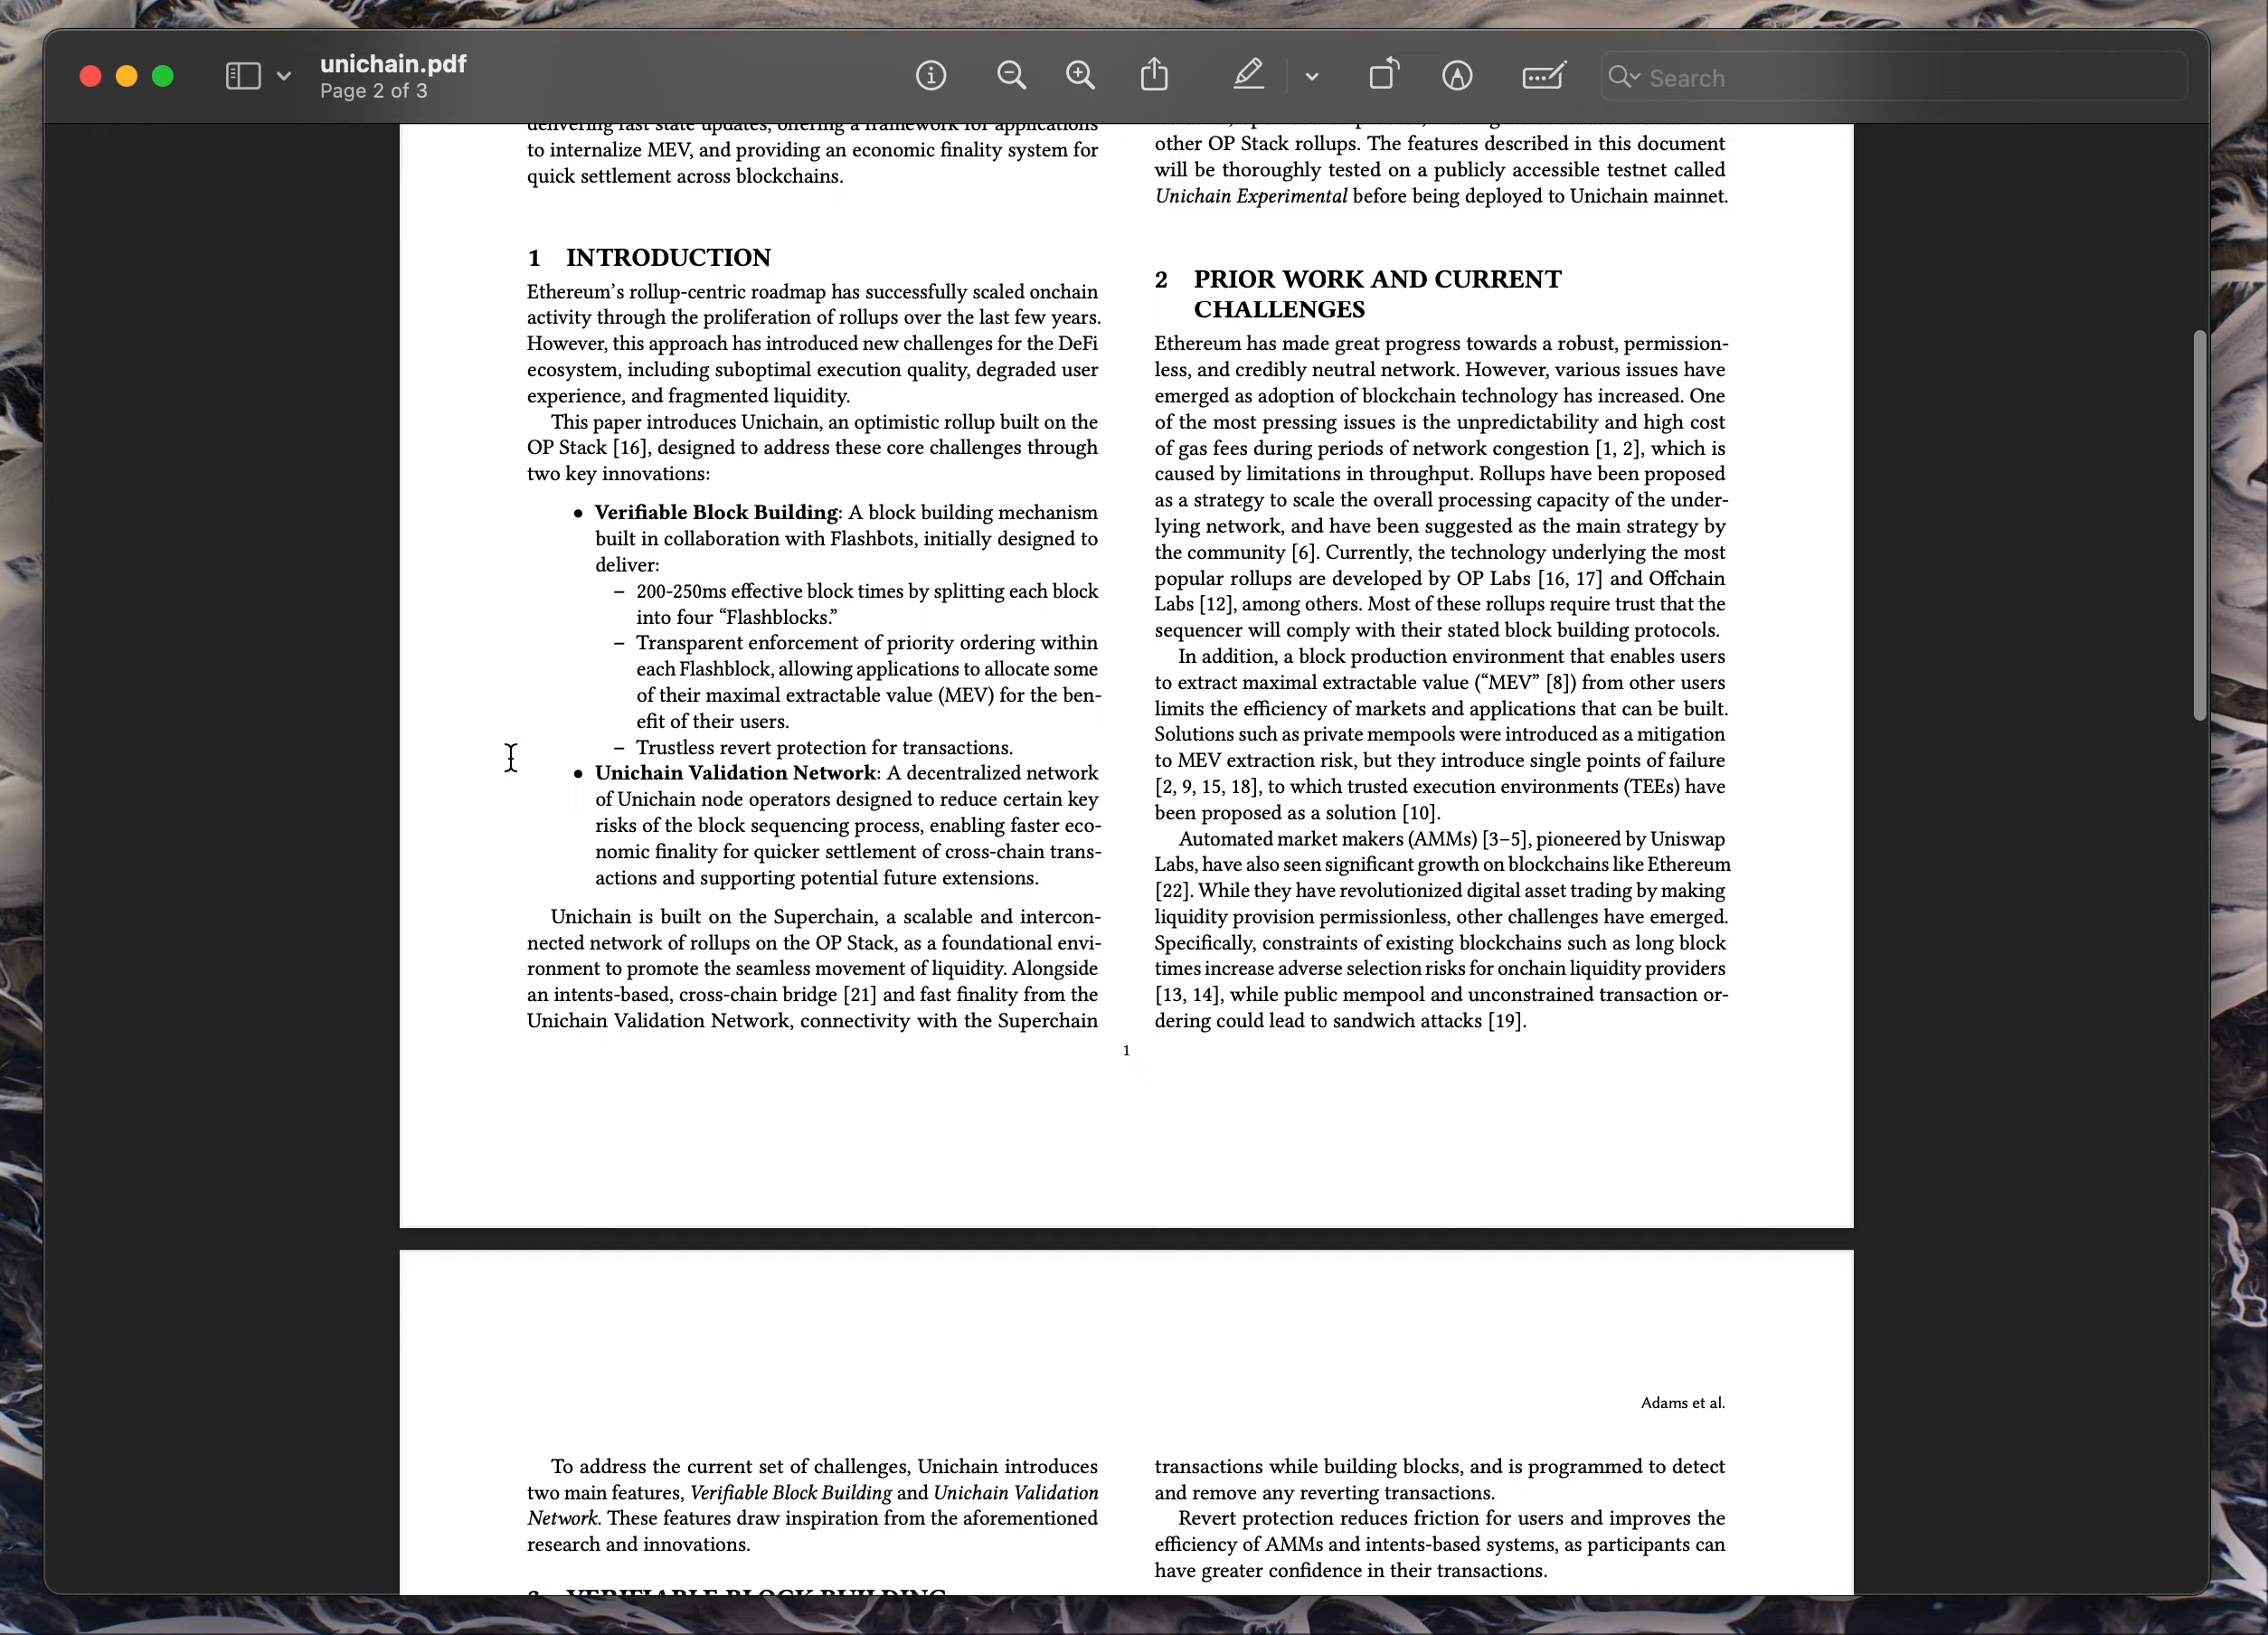 unichain.pdf
Page 2 of 3
Search
delivering fast state updates, offering a framework for applications
to internalize MEV, and providing an economic finality system for
quick settlement across blockchains.
1 INTRODUCTION
Ethereum’s rollup-centric roadmap has successfully scaled onchain
activity through the proliferation of rollups over the last few years.
However, this approach has introduced new challenges for the DeFi
ecosystem, including suboptimal execution quality, degraded user
experience, and fragmented liquidity.
This paper introduces Unichain, an optimistic rollup built on the
OP Stack [16], designed to address these core challenges through
two key innovations:
• Verifiable Block Building: A block building mechanism
built in collaboration with Flashbots, initially designed to
deliver:
– 200-250ms effective block times by splitting each block
into four “Flashblocks.”
– Transparent enforcement of priority ordering within
each Flashblock, allowing applications to allocate some
of their maximal extractable value (MEV) for the ben-
efit of their users.
– Trustless revert protection for transactions.
• Unichain Validation Network: A decentralized network
of Unichain node operators designed to reduce certain key
risks of the block sequencing process, enabling faster eco-
nomic finality for quicker settlement of cross-chain trans-
actions and supporting potential future extensions.
Unichain is built on the Superchain, a scalable and intercon-
nected network of rollups on the OP Stack, as a foundational envi-
ronment to promote the seamless movement of liquidity. Alongside
an intents-based, cross-chain bridge [21] and fast finality from the
Unichain Validation Network, connectivity with the Superchain
other OP Stack rollups. The features described in this document
will be thoroughly tested on a publicly accessible testnet called
Unichain Experimental before being deployed to Unichain mainnet.
2 PRIOR WORK AND CURRENT
CHALLENGES
Ethereum has made great progress towards a robust, permission-
less, and credibly neutral network. However, various issues have
emerged as adoption of blockchain technology has increased. One
of the most pressing issues is the unpredictability and high cost
of gas fees during periods of network congestion [1, 2], which is
caused by limitations in throughput. Rollups have been proposed
as a strategy to scale the overall processing capacity of the under-
lying network, and have been suggested as the main strategy by
the community [6]. Currently, the technology underlying the most
popular rollups are developed by OP Labs [16, 17] and Offchain
Labs [12], among others. Most of these rollups require trust that the
sequencer will comply with their stated block building protocols.
In addition, a block production environment that enables users
to extract maximal extractable value (“MEV” [8]) from other users
limits the efficiency of markets and applications that can be built.
Solutions such as private mempools were introduced as a mitigation
to MEV extraction risk, but they introduce single points of failure
[2, 9, 15, 18], to which trusted execution environments (TEEs) have
been proposed as a solution [10].
Automated market makers (AMMs) [3–5], pioneered by Uniswap
Labs, have also seen significant growth on blockchains like Ethereum
[22]. While they have revolutionized digital asset trading by making
liquidity provision permissionless, other challenges have emerged.
Specifically, constraints of existing blockchains such as long block
times increase adverse selection risks for onchain liquidity providers
[13, 14], while public mempool and unconstrained transaction or-
dering could lead to sandwich attacks [19].
1
Adams et al.
To address the current set of challenges, Unichain introduces
two main features, Verifiable Block Building and Unichain Validation
Network. These features draw inspiration from the aforementioned
research and innovations.
3 VERIFIABLE BLOCK BUILDING
transactions while building blocks, and is programmed to detect
and remove any reverting transactions.
Revert protection reduces friction for users and improves the
efficiency of AMMs and intents-based systems, as participants can
have greater confidence in their transactions.